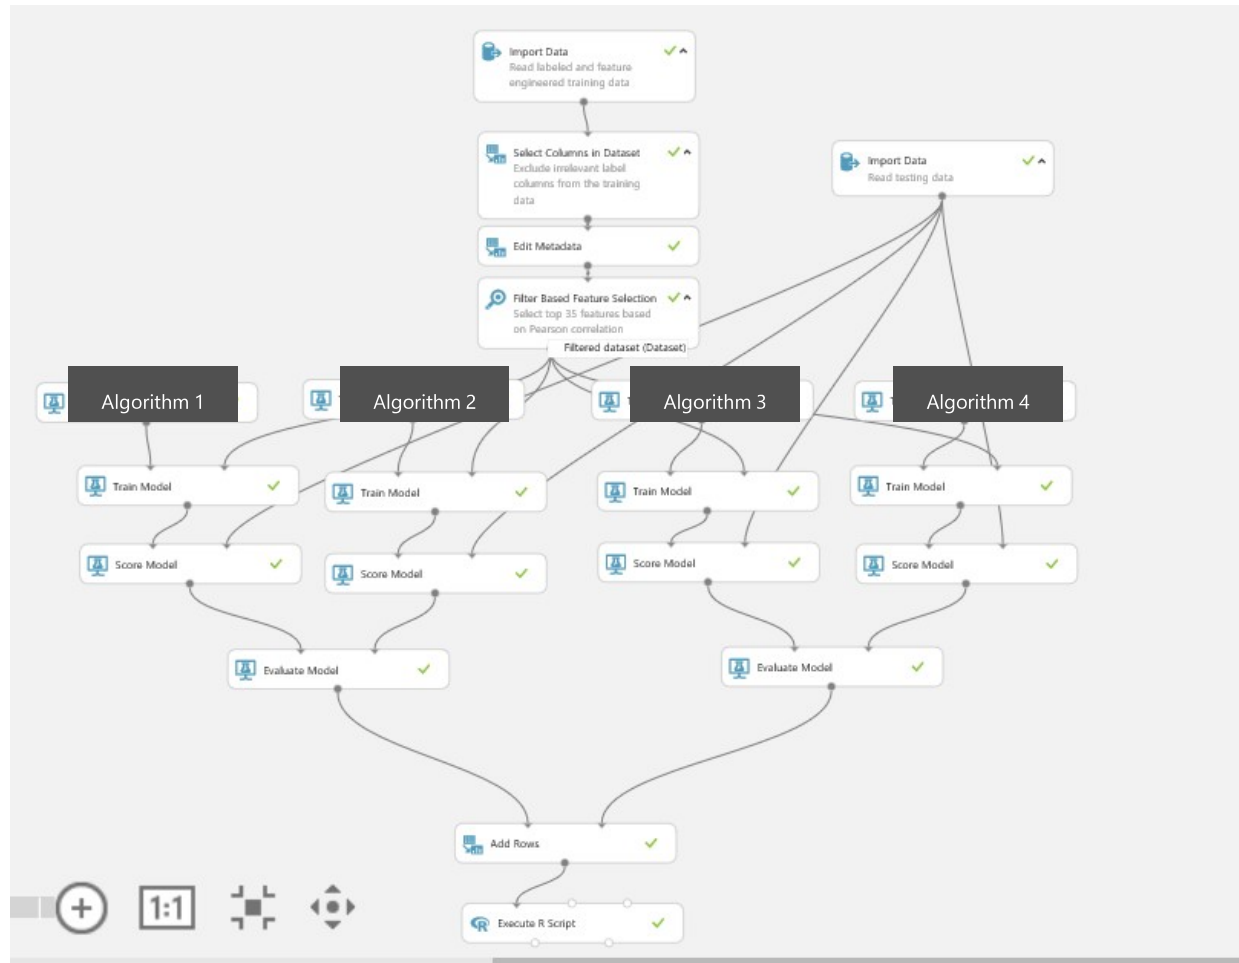 Import Data
Read labeled and feature
engineered training data
Select Columns in Dataset
Exclude irrelevant label
columns from the training
data
Import Data
Read testing data
Edit Metadata
Filter Based Feature Selection
Select top 35 features based
on Pearson correlation
Filtered dataset (Dataset)
Algorithm 1
Algorithm 2
Algorithm 3
Algorithm 4
Train Model
Train Model
Train Model
Train Model
Score Model
Score Model
Score Model
Score Model
Evaluate Model
Evaluate Model
Add Rows
Execute R Script
1:1